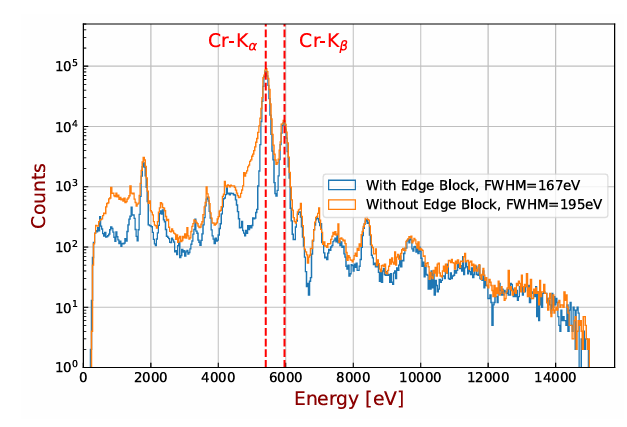 Cr-Kα Cr-Kβ
10⁵
10⁴
10³
10²
10¹
10⁰
Counts
With Edge Block, FWHM=167eV
Without Edge Block, FWHM=195eV
0 2000 4000 6000 8000 10000 12000 14000
Energy [eV]